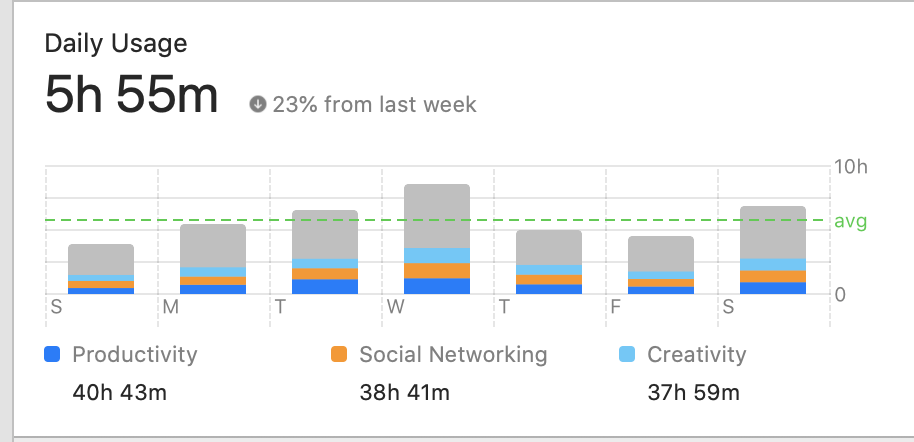 Daily Usage
5h 55m 23% from last week
10h
avg
0
S M T W T F S
Productivity Social Networking Creativity
40h 43m 38h 41m 37h 59m